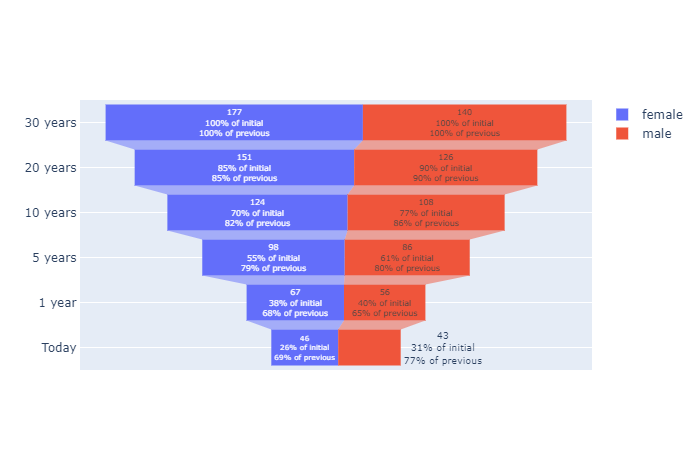 female
male
30 years
177
100% of initial
100% of previous
140
100% of initial
100% of previous
20 years
151
85% of initial
85% of previous
126
90% of initial
90% of previous
10 years
124
70% of initial
82% of previous
108
77% of initial
86% of previous
5 years
98
55% of initial
79% of previous
86
61% of initial
80% of previous
1 year
67
38% of initial
68% of previous
56
40% of initial
65% of previous
Today
46
26% of initial
69% of previous
43
31% of initial
77% of previous